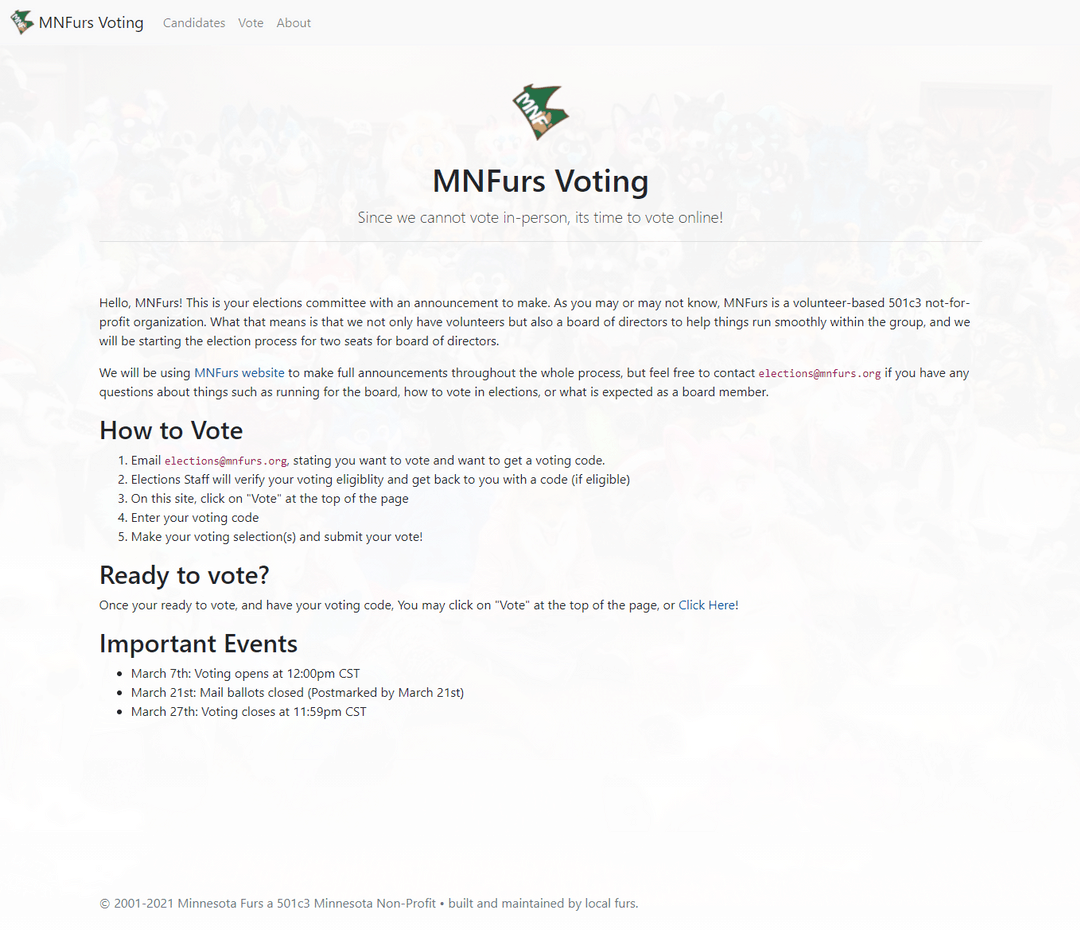 MNFurs Voting Candidates Vote About
MNF
MNFurs Voting
Since we cannot vote in-person, its time to vote online!
Hello, MNFurs! This is your elections committee with an announcement to make. As you may or may not know, MNFurs is a volunteer-based 501c3 not-for-
profit organization. What that means is that we not only have volunteers but also a board of directors to help things run smoothly within the group, and we
will be starting the election process for two seats for board of directors.
We will be using MNFurs website to make full announcements throughout the whole process, but feel free to contact elections@mnfurs.org if you have any
questions about things such as running for the board, how to vote in elections, or what is expected as a board member.
How to Vote
1. Email elections@mnfurs.org, stating you want to vote and want to get a voting code.
2. Elections Staff will verify your voting eligiblity and get back to you with a code (if eligible)
3. On this site, click on "Vote" at the top of the page
4. Enter your voting code
5. Make your voting selection(s) and submit your vote!
Ready to vote?
Once your ready to vote, and have your voting code, You may click on "Vote" at the top of the page, or Click Here!
Important Events
• March 7th: Voting opens at 12:00pm CST
• March 21st: Mail ballots closed (Postmarked by March 21st)
• March 27th: Voting closes at 11:59pm CST
© 2001-2021 Minnesota Furs a 501c3 Minnesota Non-Profit • built and maintained by local furs.